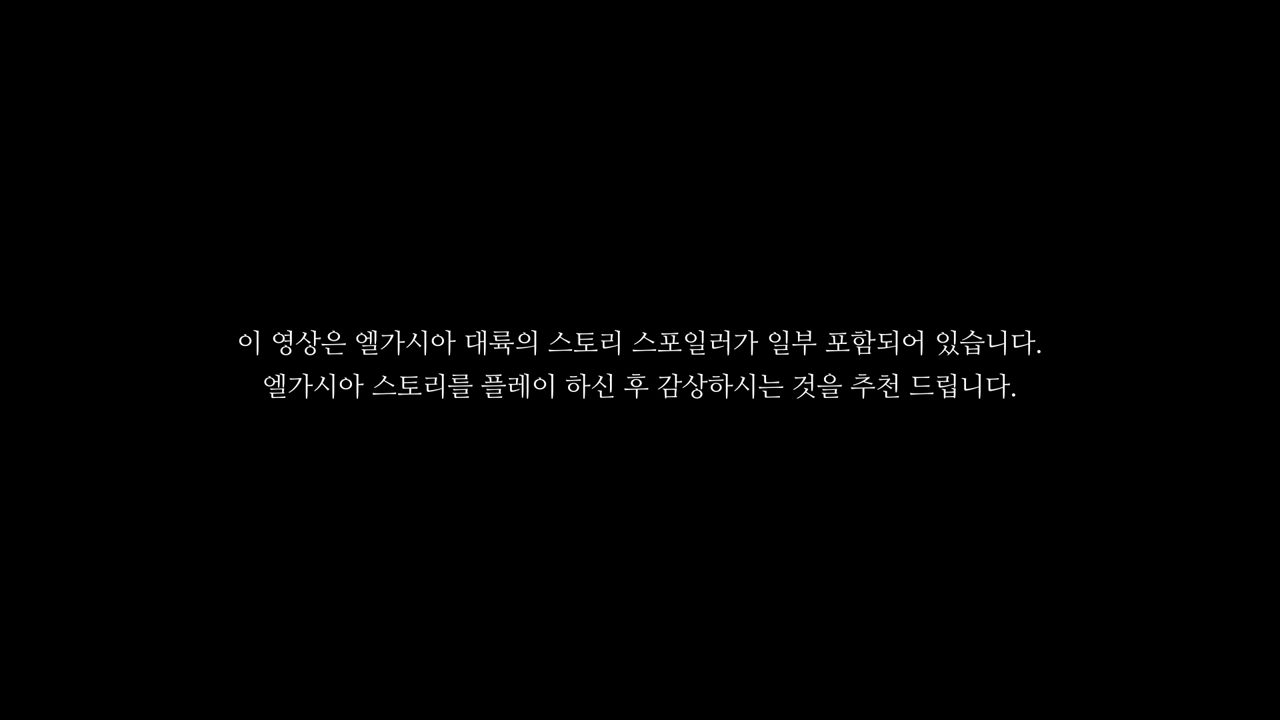 이 영상은 엘가시아 대륙의 스토리 스포일러가 일부 포함되어 있습니다.
엘가시아 스토리를 플레이 하신 후 감상하시는 것을 추천 드립니다.